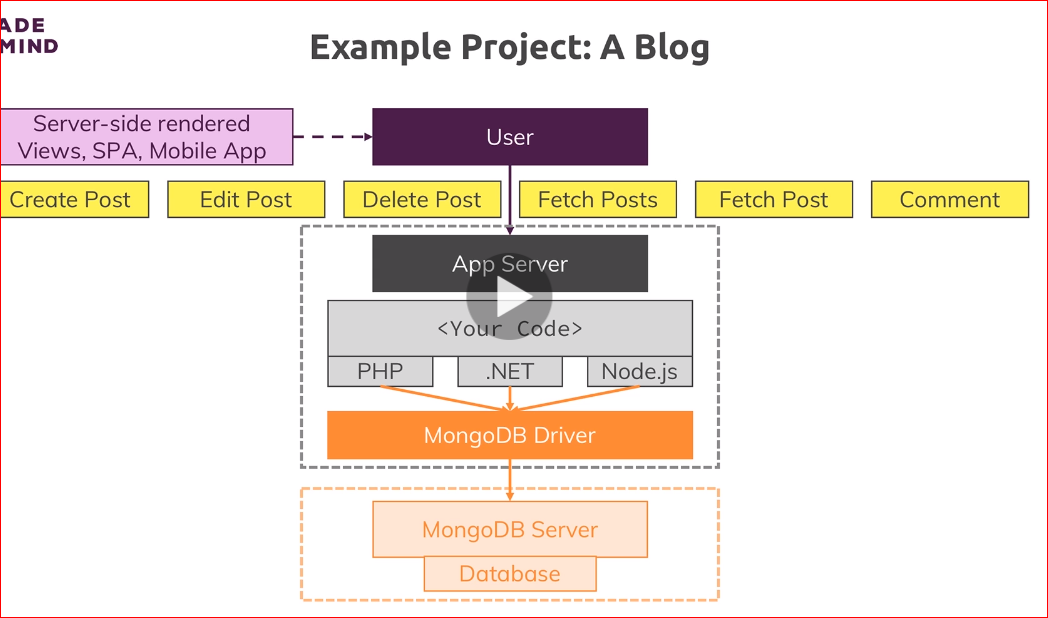 ADE
MIND
Example Project: A Blog
Server-side rendered
Views, SPA, Mobile App
User
Create Post
Edit Post
Delete Post
Fetch Posts
Fetch Post
Comment
App Server
<Your Code>
PHP
.NET
Node.js
MongoDB Driver
MongoDB Server
Database